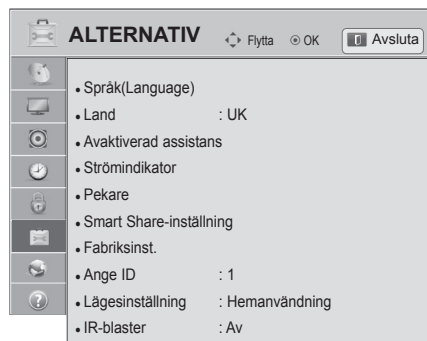 ALTERNATIV Flytta OK Avsluta
• Språk(Language)
• Land : UK
• Avaktiverad assistans
• Strömindikator
• Pekare
• Smart Share-inställning
• Fabriksinst.
• Ange ID : 1
• Lägesinställning : Hemanvändning
• IR-blaster : Av